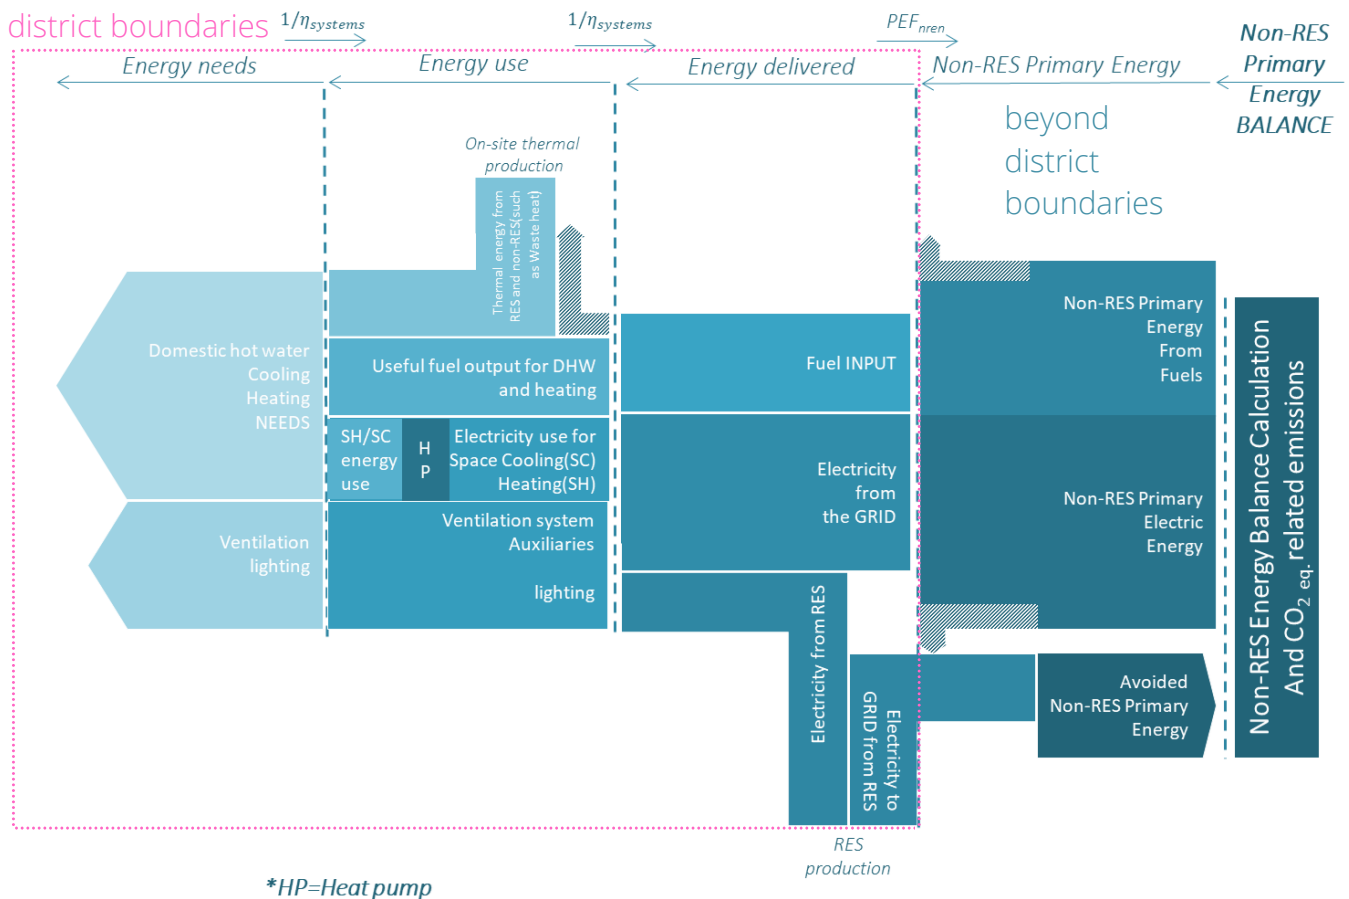 district boundaries
1/η_systems
1/η_systems
PEF_nren
Energy needs
Energy use
Energy delivered
Non-RES Primary Energy
Non-RES
Primary
Energy
BALANCE
beyond
district
boundaries
On-site thermal
production
Thermal energy from
RES and non-RES(such
as Waste heat)
Domestic hot water
Cooling
Heating
NEEDS
Useful fuel output for DHW
and heating
Fuel INPUT
Non-RES Primary
Energy
From
Fuels
SH/SC
energy
use
H
P
Electricity use for
Space Cooling(SC)
Heating(SH)
Electricity
from
the GRID
Non-RES Primary
Electric
Energy
Ventilation
lighting
Ventilation system
Auxiliaries
lighting
Electricity from RES
Electricity to
GRID from RES
Avoided
Non-RES Primary
Energy
Non-RES Energy Balance Calculation
And CO₂ eq. related emissions
RES
production
*HP=Heat pump